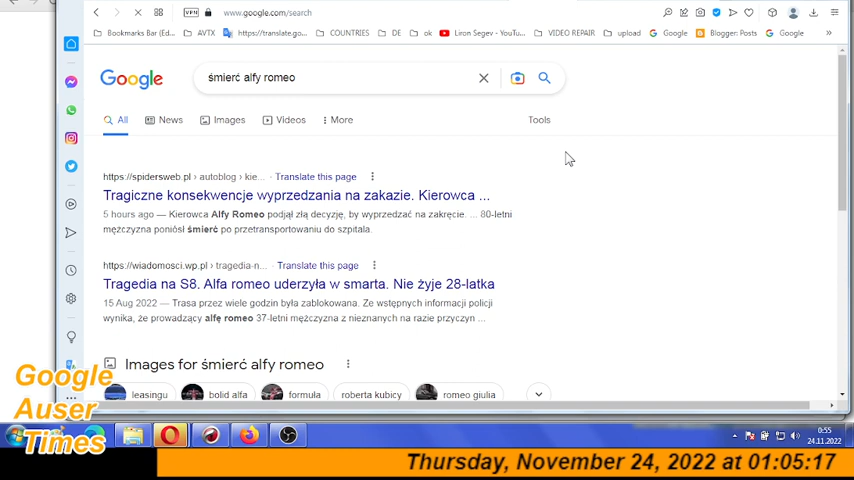 VPN www.google.com/search
Bookmarks Bar (Ed... AVTX https://translate.go... COUNTRIES DE ok Liron Segev - YouTu... VIDEO REPAIR upload Google Blogger: Posts Google »
Google śmierć alfy romeo
All News Images Videos More Tools
https://spidersweb.pl › autoblog › kie... · Translate this page
Tragiczne konsekwencje wyprzedzania na zakazie. Kierowca ...
5 hours ago — Kierowca Alfy Romeo podjął złą decyzję, by wyprzedzać na zakręcie. ... 80-letni
mężczyzna poniósł śmierć po przetransportowaniu do szpitala.
https://wiadomosci.wp.pl › tragedia-n... · Translate this page
Tragedia na S8. Alfa romeo uderzyła w smarta. Nie żyje 28-latka
15 Aug 2022 — Trasa przez wiele godzin była zablokowana. Ze wstępnych informacji policji
wynika, że prowadzący alfę romeo 37-letni mężczyzna z nieznanych na razie przyczyn ...
Images for śmierć alfy romeo
leasingu bolid alfa formuła roberta kubicy romeo giulia
Google
Auser
Times
0:55
24.11.2022
Thursday, November 24, 2022 at 01:05:17